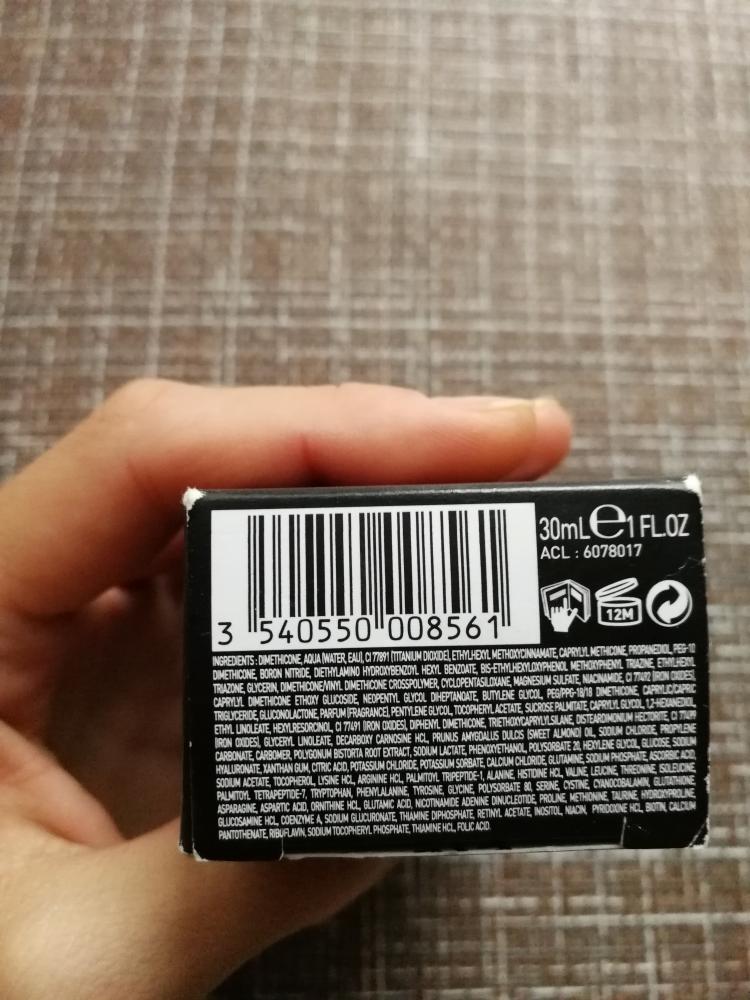 30mLe1 FL.OZ
ACL : 6078017
12M
3 540550 008561
INGREDIENTS : DIMETHICONE, AQUA (WATER, EAU), CI 77891 (TITANIUM DIOXIDE), ETHYLHEXYL METHOXYCINNAMATE, CAPRYLYL METHICONE, PROPANEDIOL, PEG-10
DIMETHICONE, BORON NITRIDE, DIETHYLAMINO HYDROXYBENZOYL HEXYL BENZOATE, BIS-ETHYLHEXYLOXYPHENOL METHOXYPHENYL TRIAZINE, ETHYLHEXYL
TRIAZONE, GLYCERIN, DIMETHICONE/VINYL DIMETHICONE CROSSPOLYMER, CYCLOPENTASILOXANE, MAGNESIUM SULFATE, NIACINAMIDE, CI 77492 (IRON OXIDES),
CAPRYLYL DIMETHICONE ETHOXY GLUCOSIDE, NEOPENTYL GLYCOL DIHEPTANOATE, BUTYLENE GLYCOL, PEG/PPG-18/18 DIMETHICONE, CAPRYLIC/CAPRIC
TRIGLYCERIDE, GLUCONOLACTONE, PARFUM (FRAGRANCE), PENTYLENE GLYCOL, TOCOPHERYL ACETATE, SUCROSE PALMITATE, CAPRYLYL GLYCOL, 1,2-HEXANEDIOL,
ETHYL LINOLEATE, HEXYLRESORCINOL, CI 77491 (IRON OXIDES), DIPHENYL DIMETHICONE, TRIETHOXYCAPRYLYLSILANE, DISTEARDIMONIUM HECTORITE, CI 77499
(IRON OXIDES), GLYCERYL LINOLEATE, DECARBOXY CARNOSINE HCL, PRUNUS AMYGDALUS DULCIS (SWEET ALMOND) OIL, SODIUM CHLORIDE, PROPYLENE
CARBONATE, CARBOMER, POLYGONUM BISTORTA ROOT EXTRACT, SODIUM LACTATE, PHENOXYETHANOL, POLYSORBATE 20, HEXYLENE GLYCOL, GLUCOSE, SODIUM
HYALURONATE, XANTHAN GUM, CITRIC ACID, POTASSIUM CHLORIDE, POTASSIUM SORBATE, CALCIUM CHLORIDE, GLUTAMINE, SODIUM PHOSPHATE, ASCORBIC ACID,
SODIUM ACETATE, TOCOPHEROL, LYSINE HCL, ARGININE HCL, PALMITOYL TRIPEPTIDE-1, ALANINE, HISTIDINE HCL, VALINE, LEUCINE, THREONINE, ISOLEUCINE,
PALMITOYL TETRAPEPTIDE-7, TRYPTOPHAN, PHENYLALANINE, TYROSINE, GLYCINE, POLYSORBATE 80, SERINE, CYSTINE, CYANOCOBALAMIN, GLUTATHIONE,
ASPARAGINE, ASPARTIC ACID, ORNITHINE HCL, GLUTAMIC ACID, NICOTINAMIDE ADENINE DINUCLEOTIDE, PROLINE, METHIONINE, TAURINE, HYDROXYPROLINE,
GLUCOSAMINE HCL, COENZYME A, SODIUM GLUCURONATE, THIAMINE DIPHOSPHATE, RETINYL ACETATE, INOSITOL, NIACIN, PYRIDOXINE HCL, BIOTIN, CALCIUM
PANTOTHENATE, RIBOFLAVIN, SODIUM TOCOPHERYL PHOSPHATE, THIAMINE HCL, FOLIC ACID.